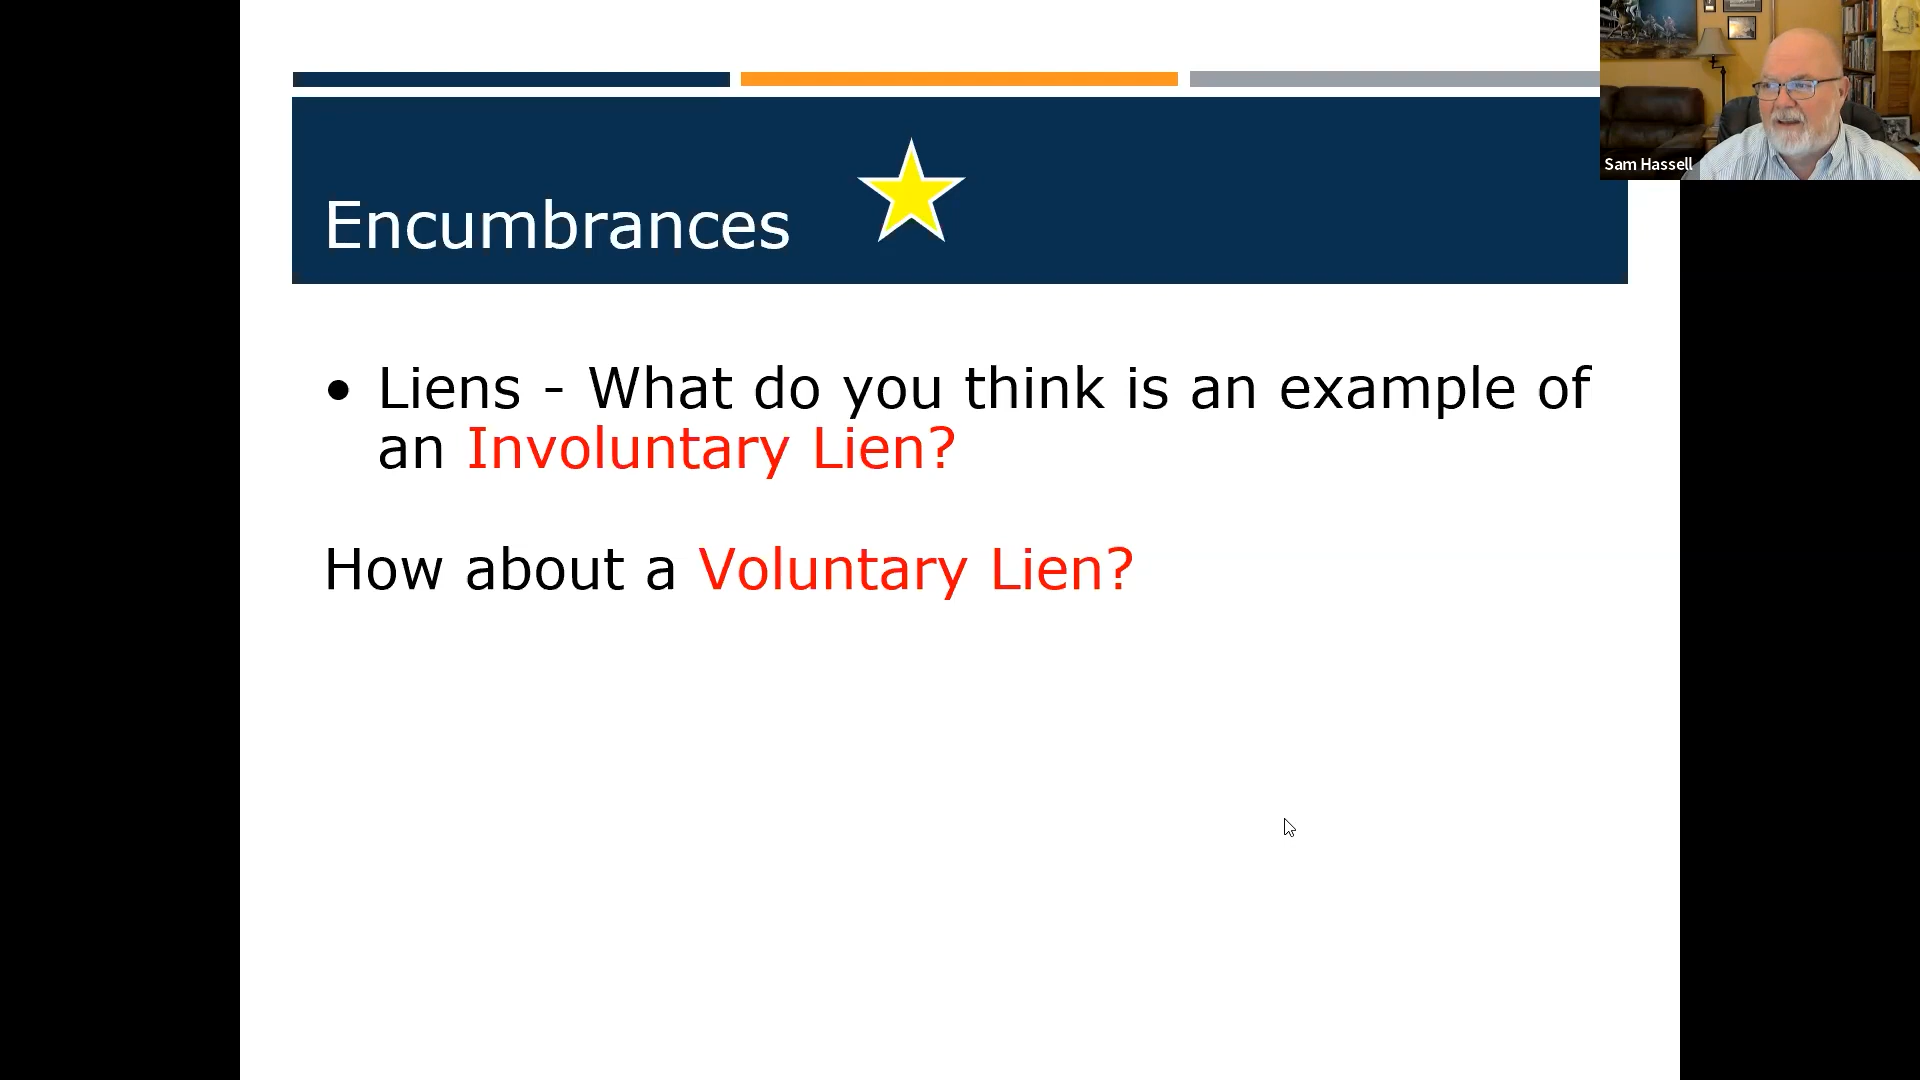 Sam Hassell
Encumbrances
• Liens - What do you think is an example of
an Involuntary Lien?
How about a Voluntary Lien?